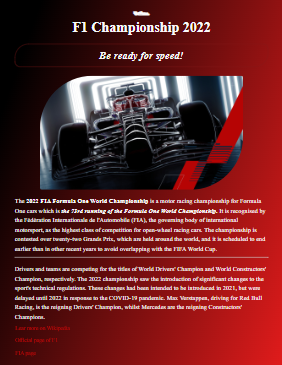 F1 Championship 2022
Be ready for speed!
The 2022 FIA Formula One World Championship is a motor racing championship for Formula
One cars which is the 73rd running of the Formula One World Championship. It is recognised by
the Fédération Internationale de l'Automobile (FIA), the governing body of international
motorsport, as the highest class of competition for open-wheel racing cars. The championship is
contested over twenty-two Grands Prix, which are held around the world, and it is scheduled to end
earlier than in other recent years to avoid overlapping with the FIFA World Cup.
Drivers and teams are competing for the titles of World Drivers' Champion and World Constructors'
Champion, respectively. The 2022 championship saw the introduction of significant changes to the
sport's technical regulations. These changes had been intended to be introduced in 2021, but were
delayed until 2022 in response to the COVID-19 pandemic. Max Verstappen, driving for Red Bull
Racing, is the reigning Drivers' Champion, whilst Mercedes are the reigning Constructors'
Champions.
on Wikipedia
Official page of F1
FIA page